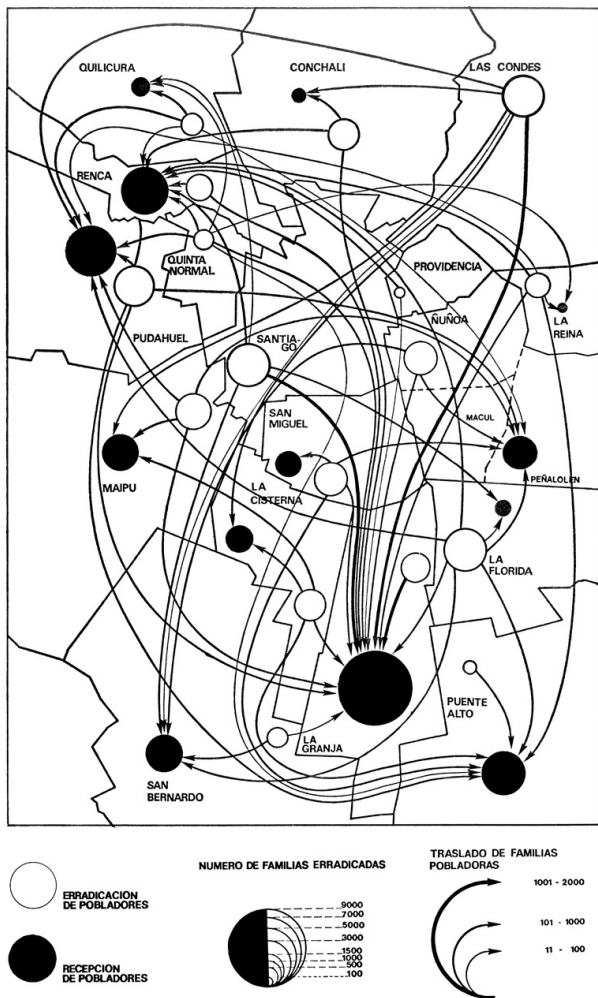 QUILICURA
CONCHALI
LAS CONDES
RENCA
QUINTA
NORMAL
PROVIDENCIA
ÑUÑOA
LA
REINA
PUDAHUEL
SANTIA-
GO
SAN
MIGUEL
MACUL
PEÑALOLEN
MAIPU
LA
CISTERNA
LA
FLORIDA
PUENTE
ALTO
LA
GRANJA
SAN
BERNARDO
ERRADICACION
DE POBLADORES
RECEPCION
DE POBLADORES
NUMERO DE FAMILIAS ERRADICADAS
9000
7000
5000
3000
1500
1000
500
100
TRASLADO DE FAMILIAS
POBLADORAS
1001 - 2000
101 - 1000
11 - 100